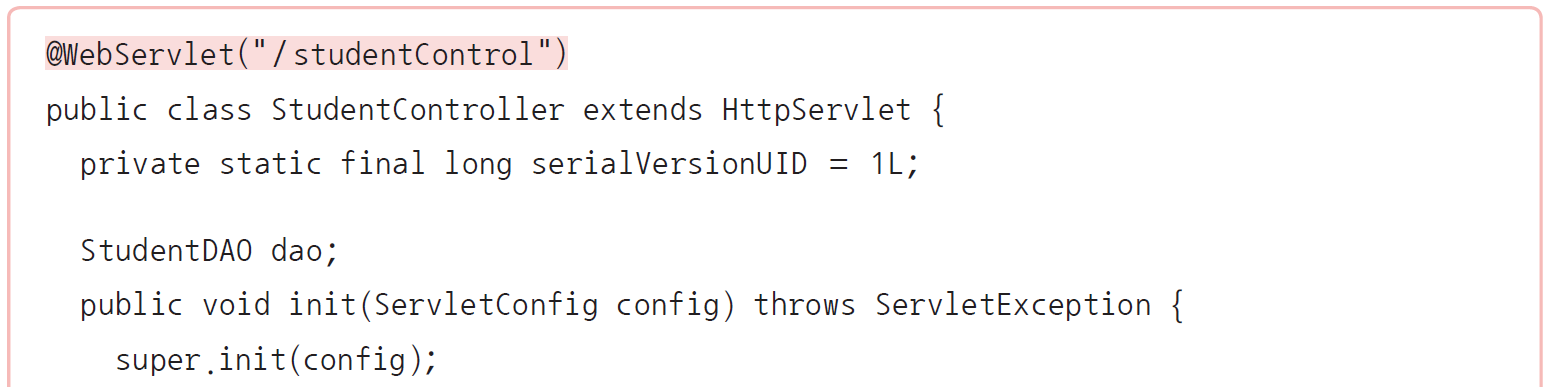 @WebServlet("/studentControl")
public class StudentController extends HttpServlet {
private static final long serialVersionUID = 1L;
StudentDAO dao;
public void init(ServletConfig config) throws ServletException {
super.init(config);